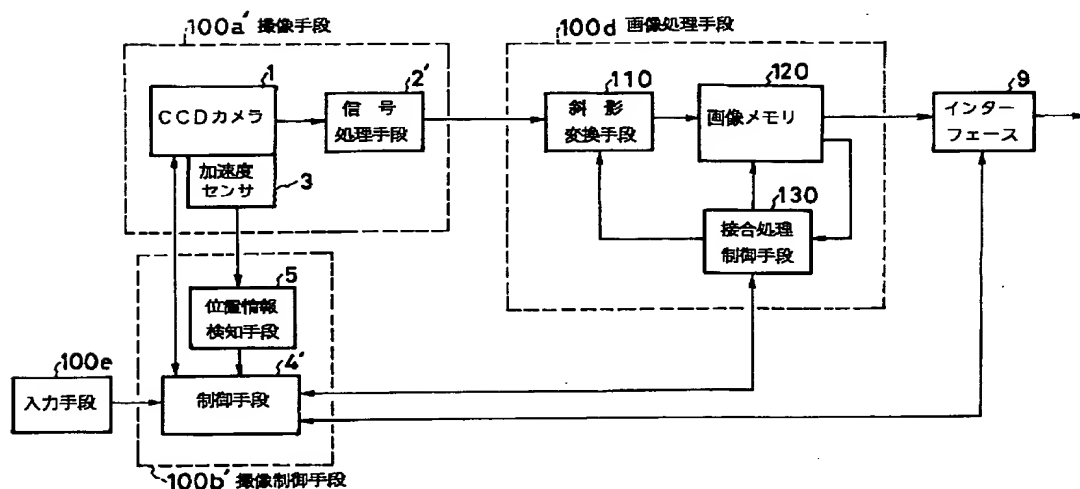 100a' 撮像手段
100d 画像処理手段
1
CCDカメラ
2'
信号
処理手段
110
斜影
変換手段
120
画像メモリ
9
インター
フェース
加速度
センサ
3
130
接合処理
制御手段
5
位置情報
検知手段
100e
入力手段
4'
制御手段
100b' 撮像制御手段